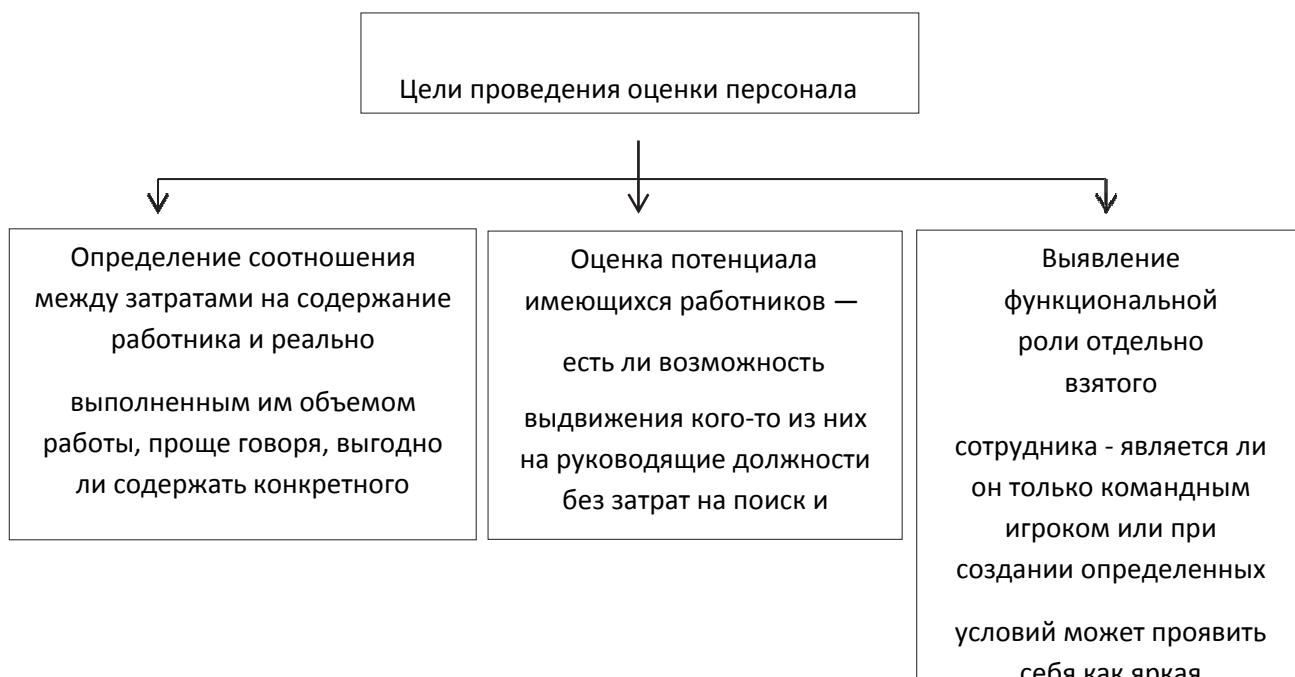 Цели проведения оценки персонала
Определение соотношения
между затратами на содержание
работника и реально
выполненным им объемом
работы, проще говоря, выгодно
ли содержать конкретного
Оценка потенциала
имеющихся работников —
есть ли возможность
выдвижения кого-то из них
на руководящие должности
без затрат на поиск и
Выявление
функциональной
роли отдельно
взятого
сотрудника - является ли
он только командным
игроком или при
создании определенных
условий может проявить
себя как яркая